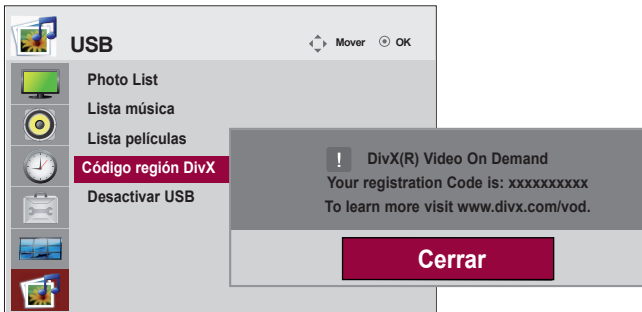 USB
Mover OK
Photo List
Lista música
Lista películas
Código región DivX
Desactivar USB
! DivX(R) Video On Demand
Your registration Code is: xxxxxxxxxx
To learn more visit www.divx.com/vod.
Cerrar